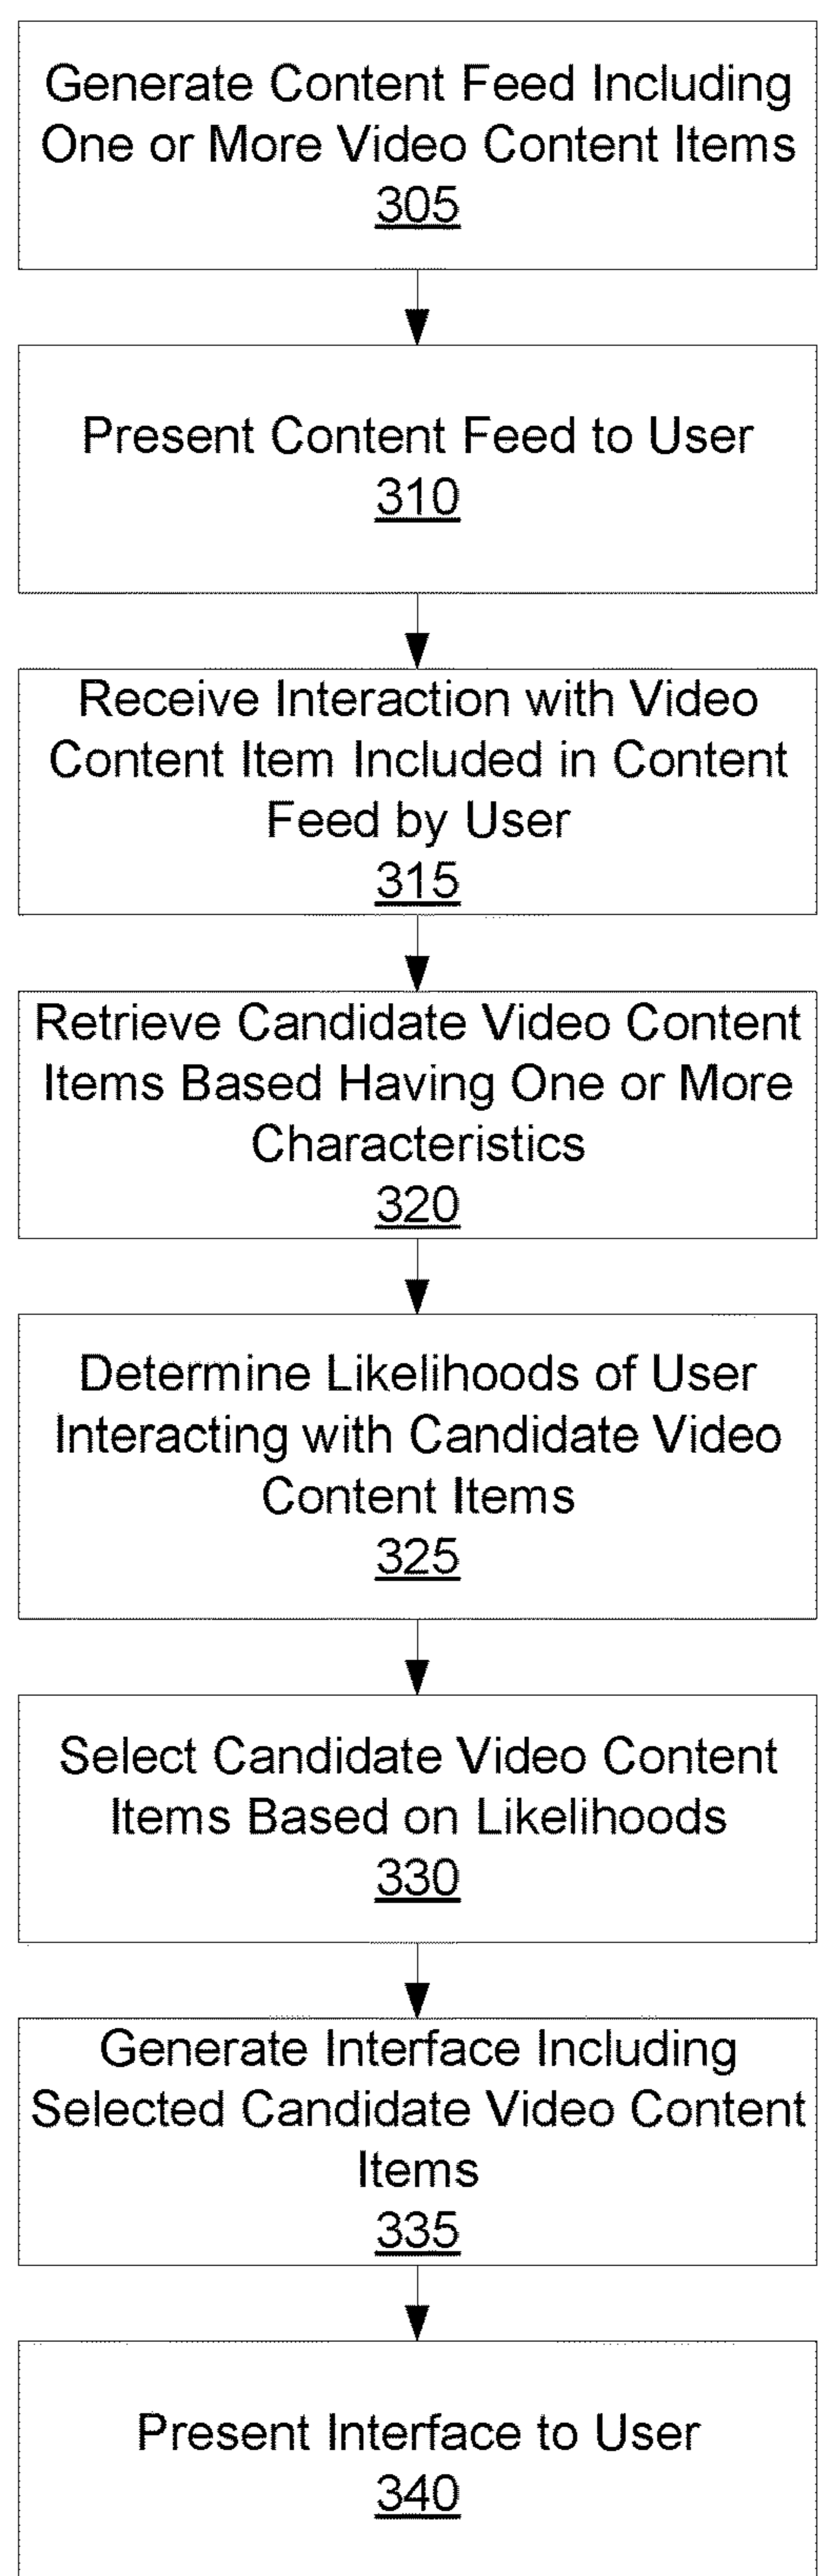 Generate Content Feed Including
One or More Video Content Items
305
Present Content Feed to User
310
Receive Interaction with Video
Content Item Included in Content
Feed by User
315
Retrieve Candidate Video Content
Items Based Having One or More
Characteristics
320
Determine Likelihoods of User
Interacting with Candidate Video
Content Items
325
Select Candidate Video Content
Items Based on Likelihoods
330
Generate Interface Including
Selected Candidate Video Content
Items
335
Present Interface to User
340